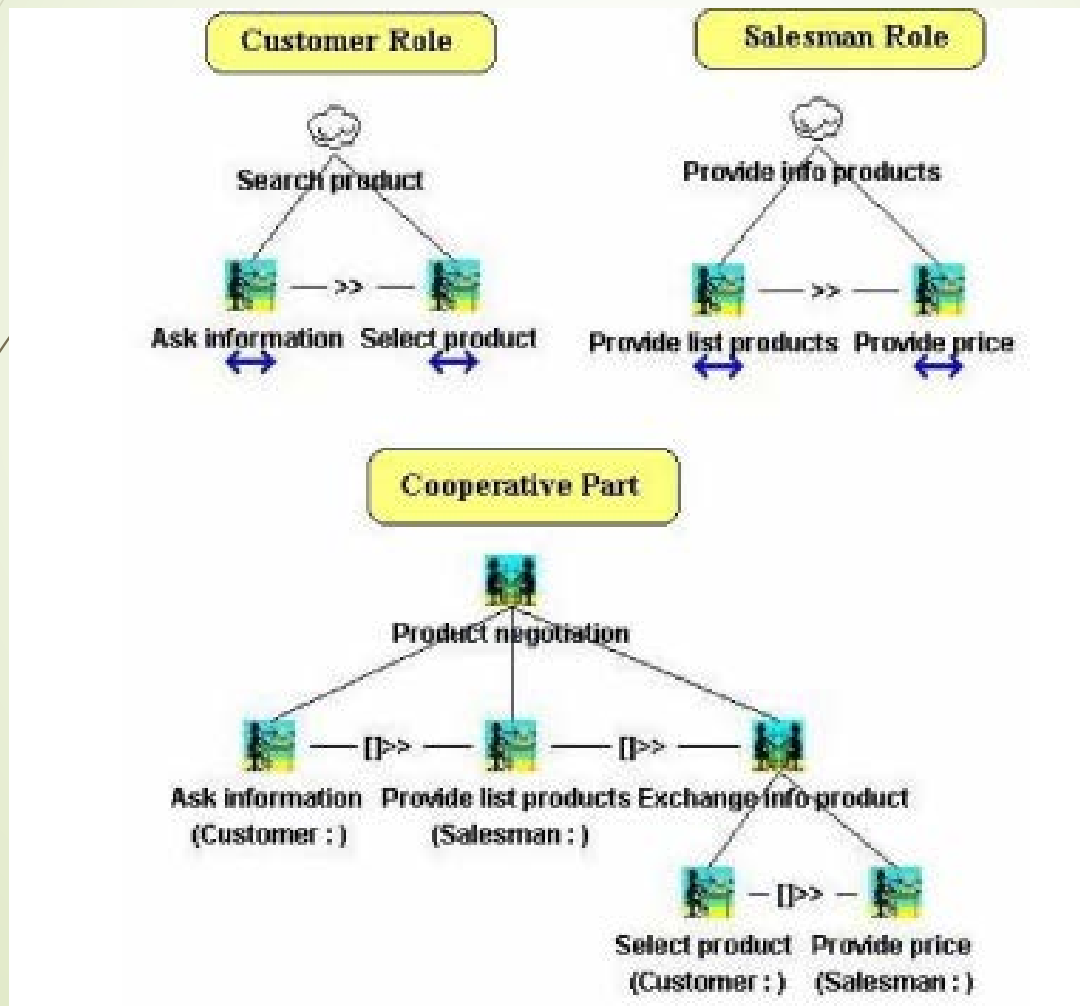 Customer Role
Salesman Role
Search product
Provide info products
>>
>>
Ask information Select product
Provide list products Provide price
Cooperative Part
Product negotiation
[]>> []>>
Ask information Provide list products Exchange info product
(Customer : ) (Salesman : )
[]>>
Select product Provide price
(Customer : ) (Salesman : )